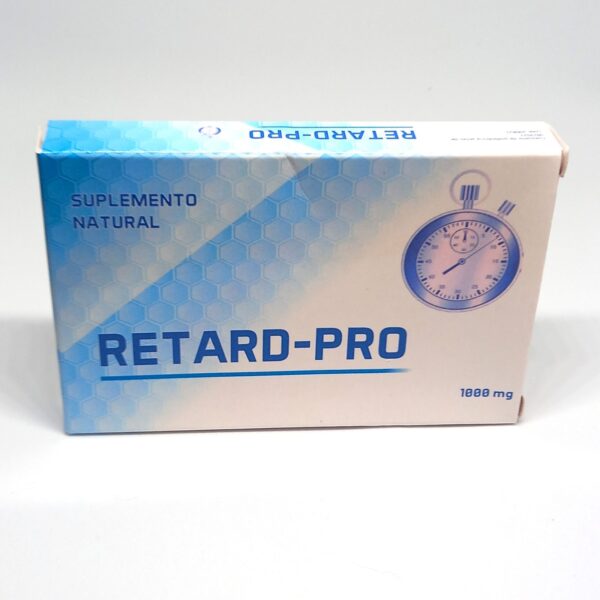 RETARD-PRO
SUPLEMENTO
NATURAL
RETARD-PRO
1000 mg